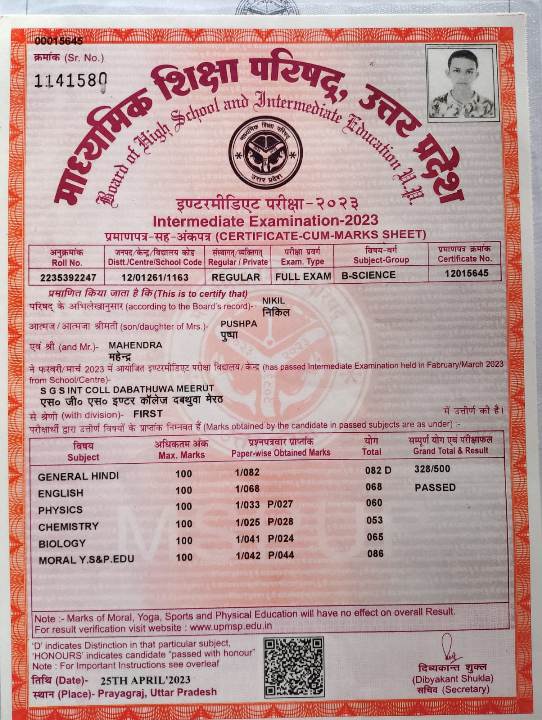 00015645
क्रमांक (Sr. No.)
1141580
माध्यमिक शिक्षा परिषद्, उत्तर प्रदेश
Board of High School and Intermediate Education U.P.
माध्यमिक शिक्षा परिषद्
उत्तर प्रदेश
इण्टरमीडिएट परीक्षा-२०२३
Intermediate Examination-2023
प्रमाणपत्र-सह-अंकपत्र (CERTIFICATE-CUM-MARKS SHEET)
अनुक्रमांक जनपद/केन्द्र/विद्यालय कोड संस्थागत/व्यक्तिगत परीक्षा प्रवर्ग विषय-वर्ग प्रमाणपत्र क्रमांक
Roll No. Distt./Centre/School Code Regular / Private Exam. Type Subject-Group Certificate No.
2235392247 12/01261/1163 REGULAR FULL EXAM B-SCIENCE 12015645
प्रमाणित किया जाता है कि (This is to certify that)
परिषद् के अभिलेखानुसार (according to the Board's record)- NIKIL
निकिल
आत्मज/आत्मजा श्रीमती (son/daughter of Mrs.)- PUSHPA
पुष्पा
एवं श्री (and Mr.)- MAHENDRA
महेन्द्र
ने फरवरी/मार्च 2023 में आयोजित इण्टरमीडिएट परीक्षा विद्यालय/केन्द्र (has passed Intermediate Examination held in Fabruary/March 2023
from School/Centre)-
S G S INT COLL DABATHUWA MEERUT
एस० जी० एस० इण्टर कॉलेज दबथुवा मेरठ
से श्रेणी (with division)- FIRST में उत्तीर्ण की है।
परीक्षार्थी द्वारा उत्तीर्ण विषयों के प्राप्तांक निम्नवत हैं (Marks obtained by the candidate in passed subjects are as under) :-
विषय अधिकतम अंक प्रश्नपत्रवार प्राप्तांक योग सम्पूर्ण योग एवं परीक्षाफल
Subject Max. Marks Paper-wise Obtained Marks Total Grand Total & Result
GENERAL HINDI 100 1/082 082 D 328/500
ENGLISH 100 1/068 068 PASSED
PHYSICS 100 1/033 P/027 060
CHEMISTRY 100 1/025 P/028 053
BIOLOGY 100 1/041 P/024 065
MORAL Y.S&P.EDU 100 1/042 P/044 086
Note :- Marks of Moral, Yoga, Sports and Physical Education will have no effect on overall Result.
For result verification visit website : www.upmsp.edu.in
'D' indicates Distinction in that particular subject,
'HONOURS' indicates candidate "passed with honour"
Note : For Important Instructions see overleaf
तिथि (Date)- 25TH APRIL'2023
स्थान (Place)- Prayagraj, Uttar Pradesh
दिव्यकान्त शुक्ल
(Dibyakant Shukla)
सचिव (Secretary)